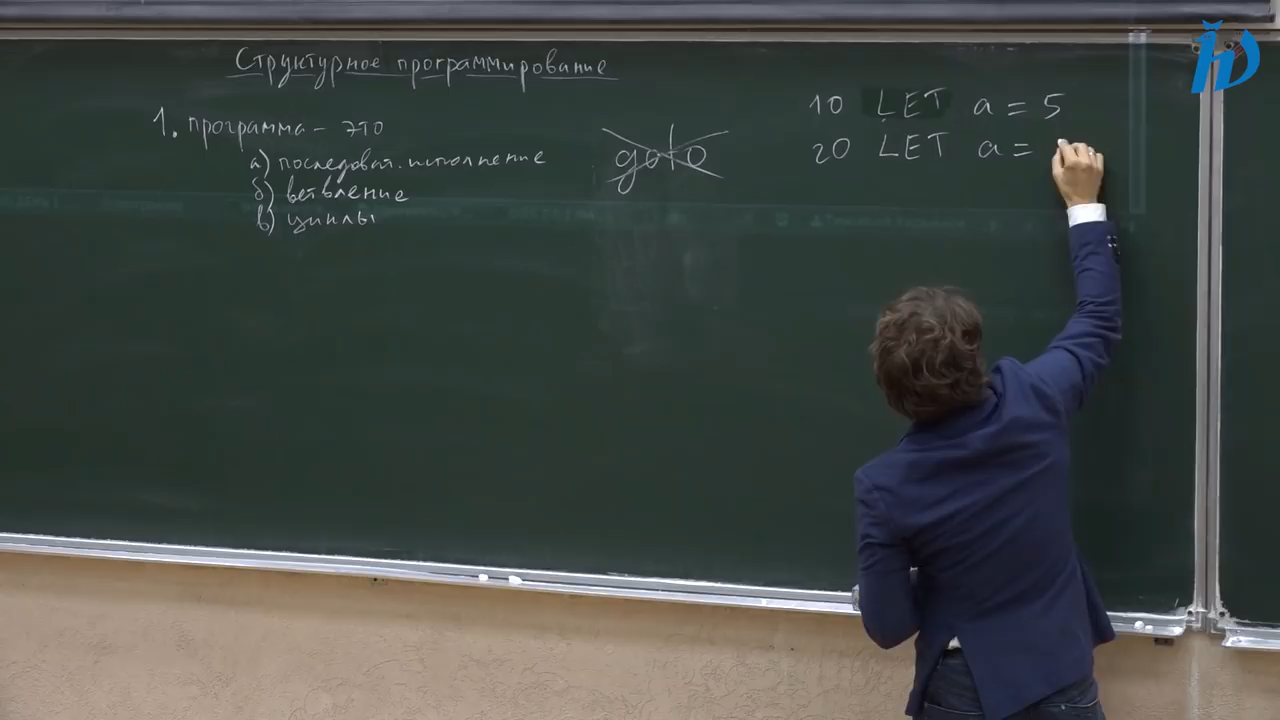 Структурное программирование
1. программа – это
а) последоват. исполнение
б) ветвление
в) циклы
goto
10 LET a = 5
20 LET a =